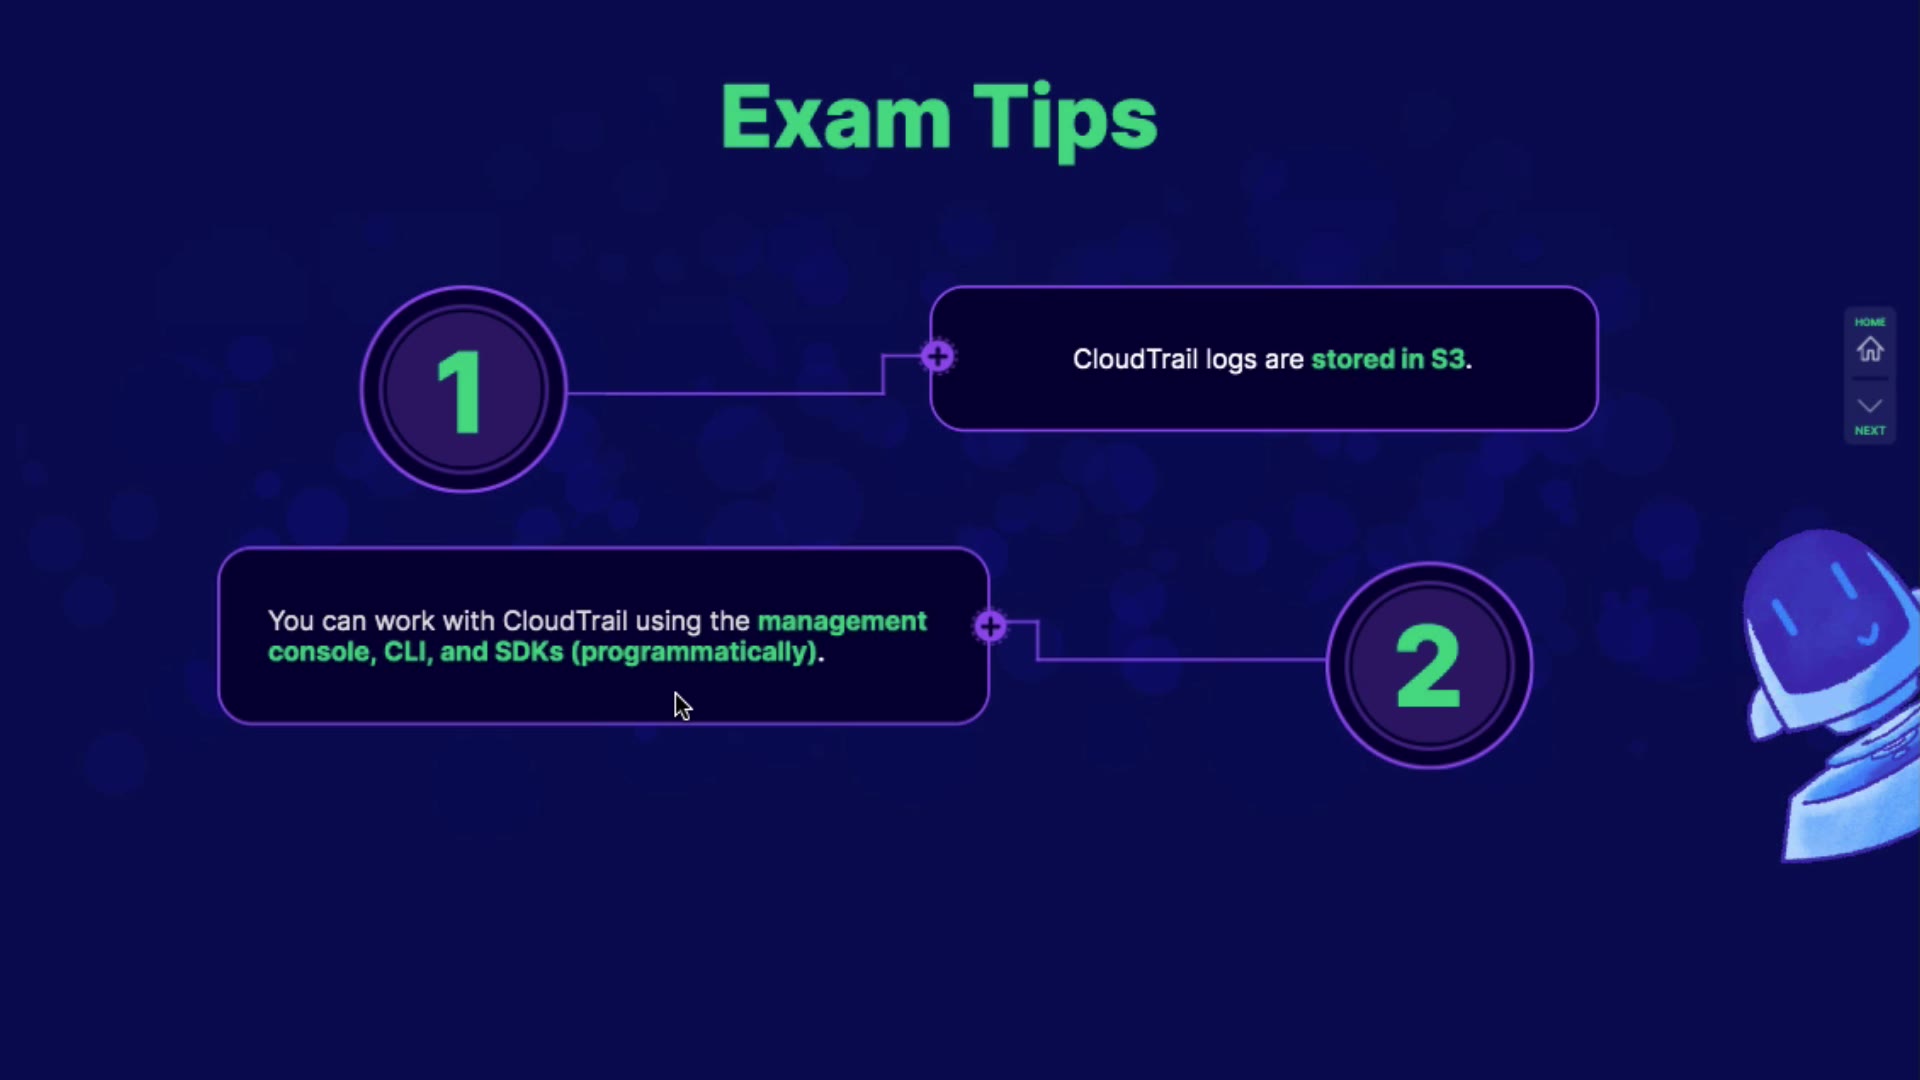 Exam Tips
1
CloudTrail logs are stored in S3.
HOME
NEXT
You can work with CloudTrail using the management
console, CLI, and SDKs (programmatically).
2